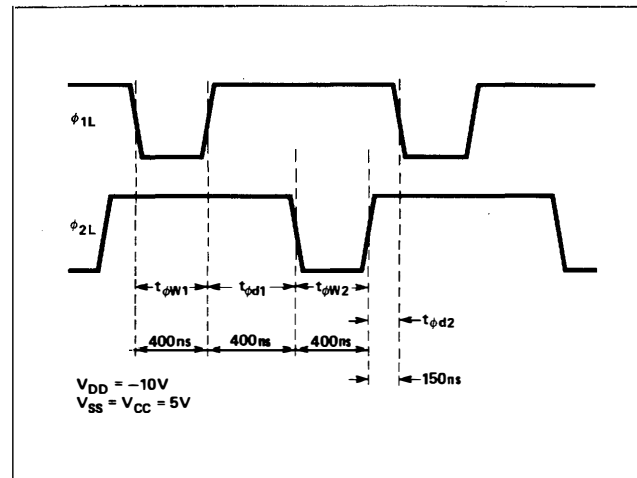 ϕ1L
ϕ2L
tϕW1 tϕd1 tϕW2
tϕd2
400ns 400ns 400ns
150ns
VDD = −10V
VSS = VCC = 5V